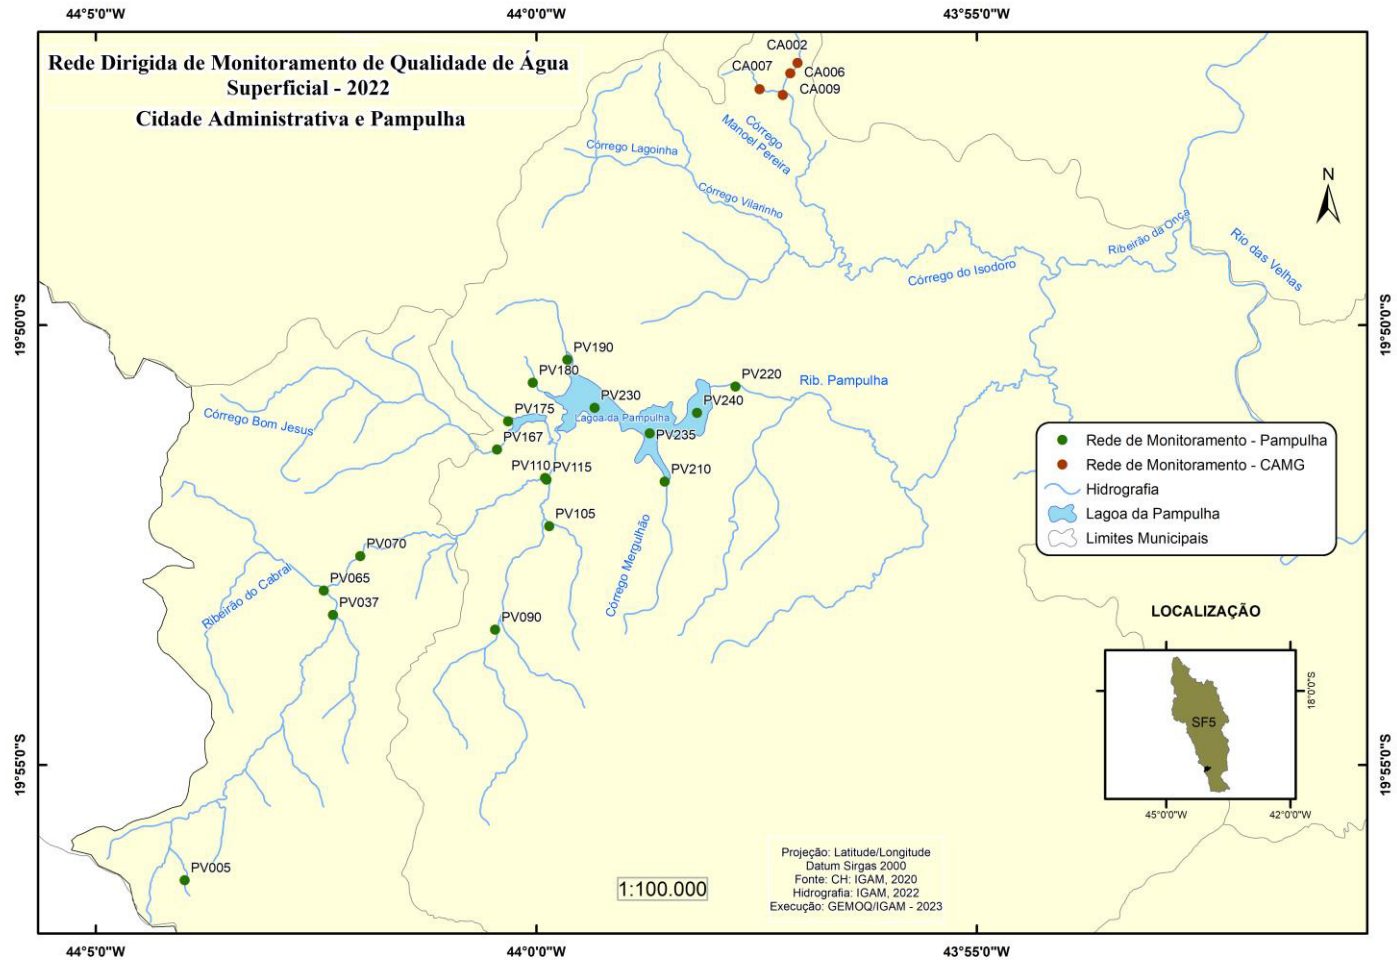 44°5'0"W
44°0'0"W
43°55'0"W
Rede Dirigida de Monitoramento de Qualidade de Água
Superficial - 2022
Cidade Administrativa e Pampulha
CA002
CA007
CA006
CA009
Córrego
Manoel Pereira
Córrego Lagoinha
Córrego Vilarinho
N
Ribeirão da Onça
Rio das Velhas
Córrego do Isodoro
19°50'0"S
19°50'0"S
PV190
PV180
PV220
Rib. Pampulha
PV230
PV240
PV175
Lagoa da Pampulha
Córrego Bom Jesus
PV235
PV167
PV110
PV115
PV210
PV105
Córrego Mergulhão
PV070
PV065
Ribeirão do Cabral
PV037
PV090
Rede de Monitoramento - Pampulha
Rede de Monitoramento - CAMG
Hidrografia
Lagoa da Pampulha
Limites Municipais
LOCALIZAÇÃO
18°0'0"S
SF5
45°0'0"W
42°0'0"W
19°55'0"S
19°55'0"S
PV005
1:100.000
Projeção: Latitude/Longitude
Datum Sirgas 2000
Fonte: CH: IGAM, 2020
Hidrografia: IGAM, 2022
Execução: GEMOQ/IGAM - 2023
44°5'0"W
44°0'0"W
43°55'0"W